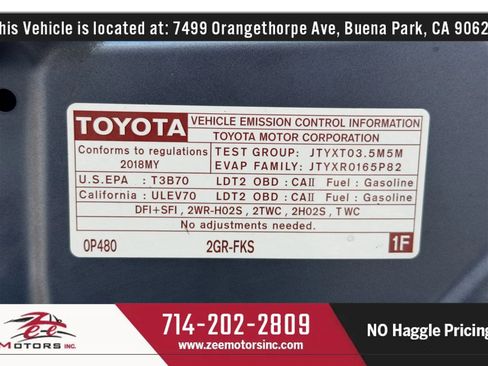 his Vehicle is located at: 7499 Orangethorpe Ave, Buena Park, CA 9062
TOYOTA
VEHICLE EMISSION CONTROL INFORMATION
TOYOTA MOTOR CORPORATION
Conforms to regulations
2018MY
TEST GROUP: JTYXT03.5M5M
EVAP FAMILY: JTYXR0165P82
U.S.EPA : T3B70 LDT2 OBD : CAII Fuel : Gasoline
California : ULEV70 LDT2 OBD : CAII Fuel : Gasoline
DFI+SFI , 2WR-HO2S , 2TWC , 2HO2S , TWC
No adjustments needed.
0P480 2GR-FKS 1F
Zee
MOTORS INC.
714-202-2809
www.zeemotorsinc.com
NO Haggle Pricing